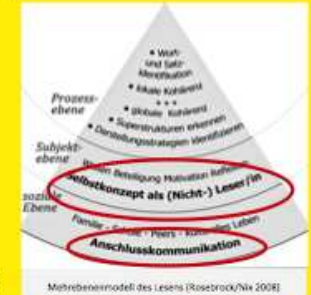 • Wort-
und Satz-
identifikation
• lokale Kohärenz
• • •
• globale Kohärenz
• Superstrukturen erkennen
• Darstellungsstrategien identifizieren
Prozess-
ebene
Subjekt-
ebene
Wissen Beteiligung Motivation Reflexion
Selbstkonzept als (Nicht-) Leser/in
soziale
Ebene
Familie - Schule - Peers - kulturelles Leben
Anschlusskommunikation
Mehrebenenmodell des Lesens (Rosebrock/Nix 2008)